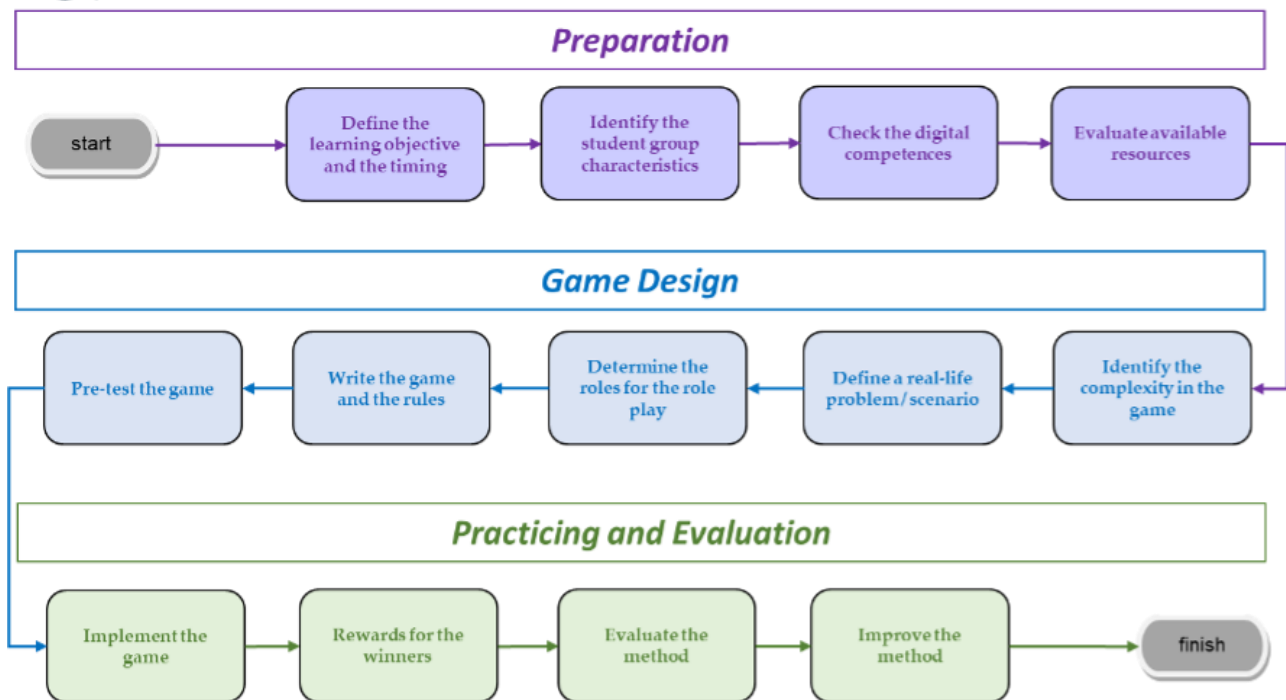 Preparation
start
Define the
learning objective
and the timing
Identify the
student group
characteristics
Check the digital
competences
Evaluate available
resources
Game Design
Identify the
complexity in the
game
Define a real-life
problem/scenario
Determine the
roles for the role
play
Write the game
and the rules
Pre-test the game
Practicing and Evaluation
Implement the
game
Rewards for the
winners
Evaluate the
method
Improve the
method
finish